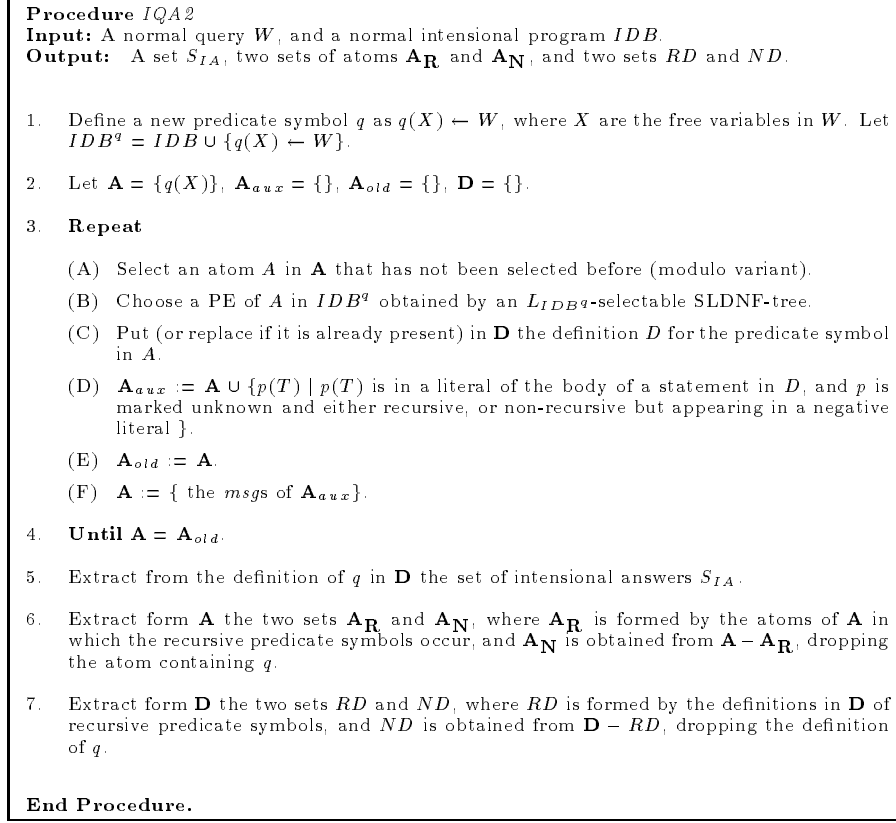 Procedure IQA2
Input: A normal query W, and a normal intensional program IDB.
Output: A set S_IA, two sets of atoms A_R and A_N, and two sets RD and ND.
1. Define a new predicate symbol q as q(X) ← W, where X are the free variables in W. Let
IDB^q = IDB ∪ {q(X) ← W}.
2. Let A = {q(X)}, A_aux = {}, A_old = {}, D = {}.
3. Repeat
(A) Select an atom A in A that has not been selected before (modulo variant).
(B) Choose a PE of A in IDB^q obtained by an L_IDB^q-selectable SLDNF-tree.
(C) Put (or replace if it is already present) in D the definition D for the predicate symbol
in A.
(D) A_aux := A ∪ {p(T) | p(T) is in a literal of the body of a statement in D, and p is
marked unknown and either recursive, or non-recursive but appearing in a negative
literal }.
(E) A_old := A.
(F) A := { the msgs of A_aux}.
4. Until A = A_old.
5. Extract from the definition of q in D the set of intensional answers S_IA.
6. Extract form A the two sets A_R and A_N, where A_R is formed by the atoms of A in
which the recursive predicate symbols occur, and A_N is obtained from A − A_R, dropping
the atom containing q.
7. Extract form D the two sets RD and ND, where RD is formed by the definitions in D of
recursive predicate symbols, and ND is obtained from D − RD, dropping the definition
of q.
End Procedure.